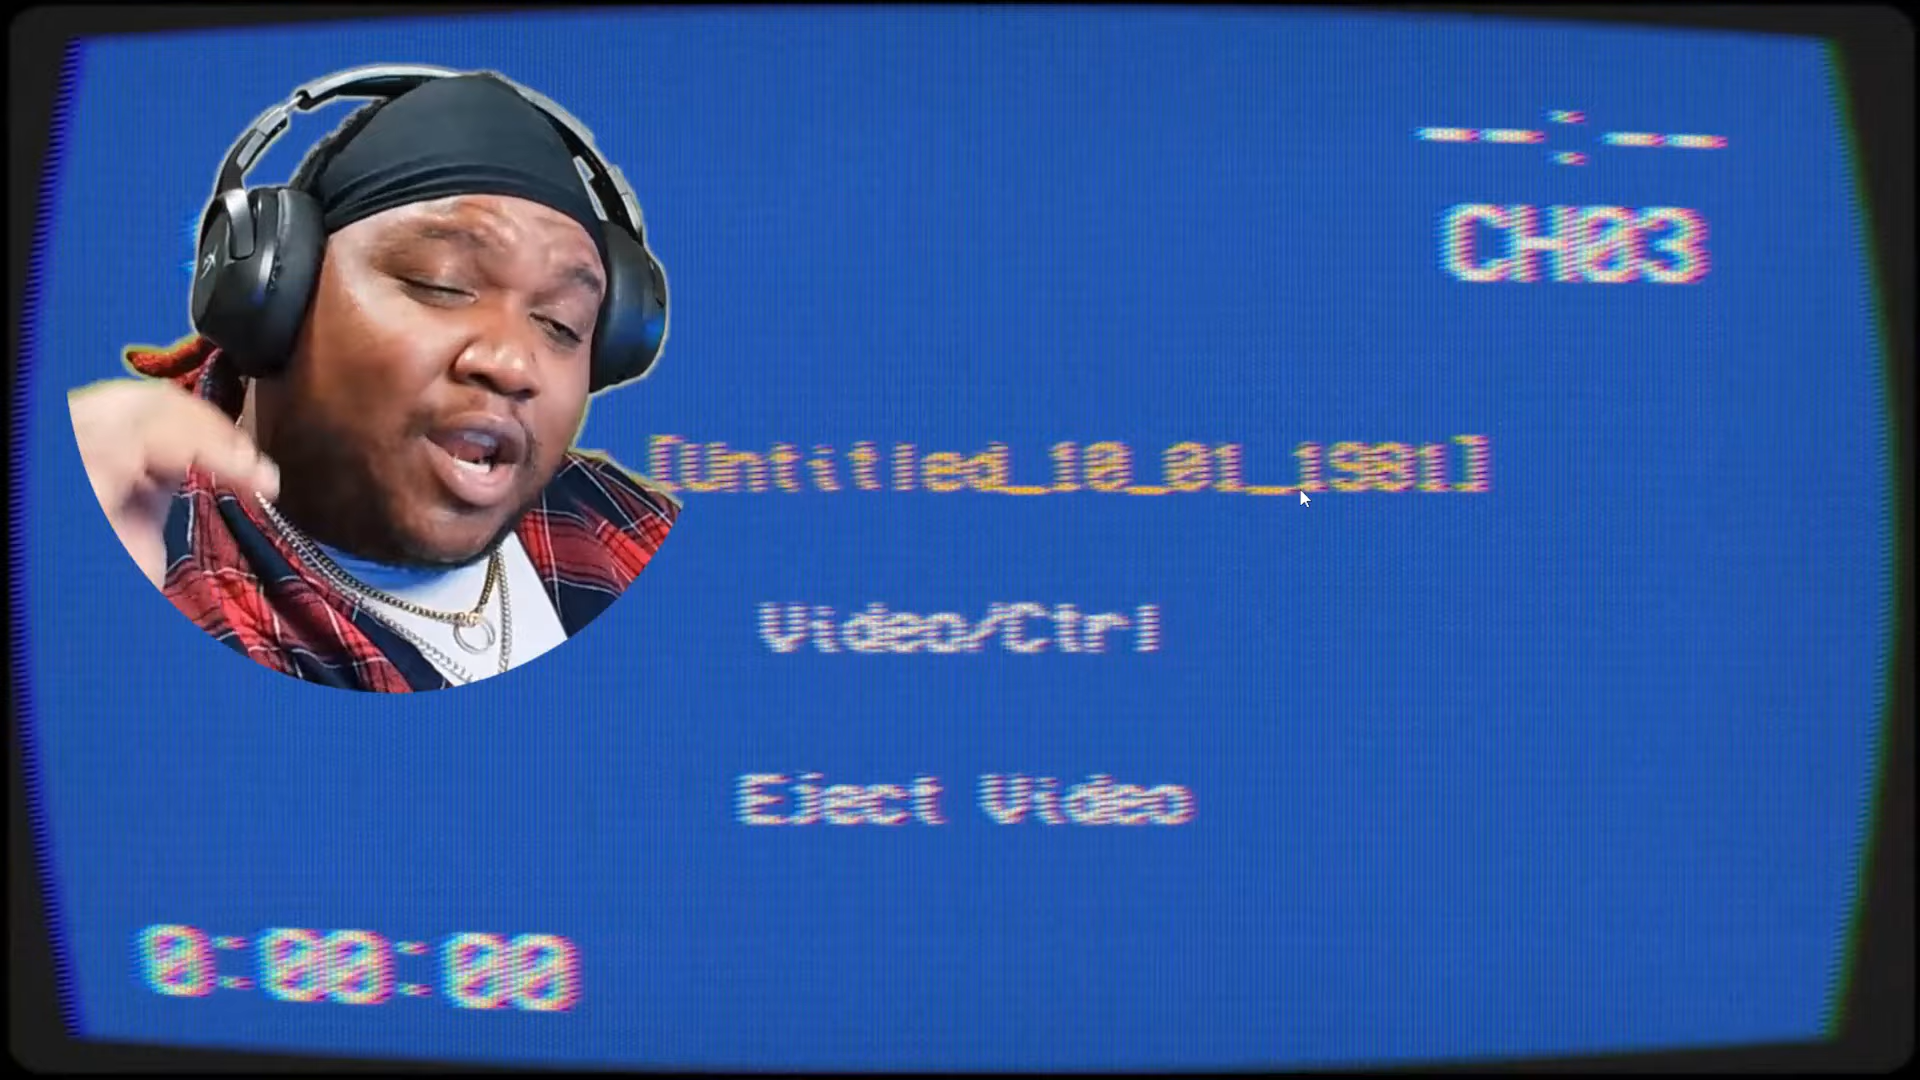 --:--
CH03
[Untitled_10_01_1981]
Video/Ctrl
Eject Video
0:00:00